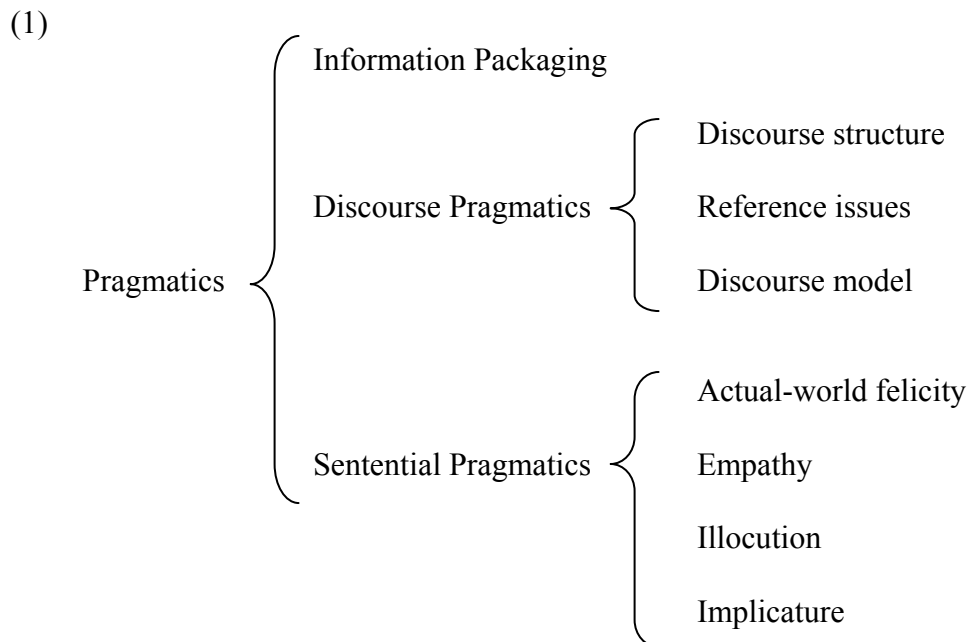 (1)
Information Packaging
Discourse structure
Discourse Pragmatics
Reference issues
Pragmatics
Discourse model
Actual-world felicity
Sentential Pragmatics
Empathy
Illocution
Implicature